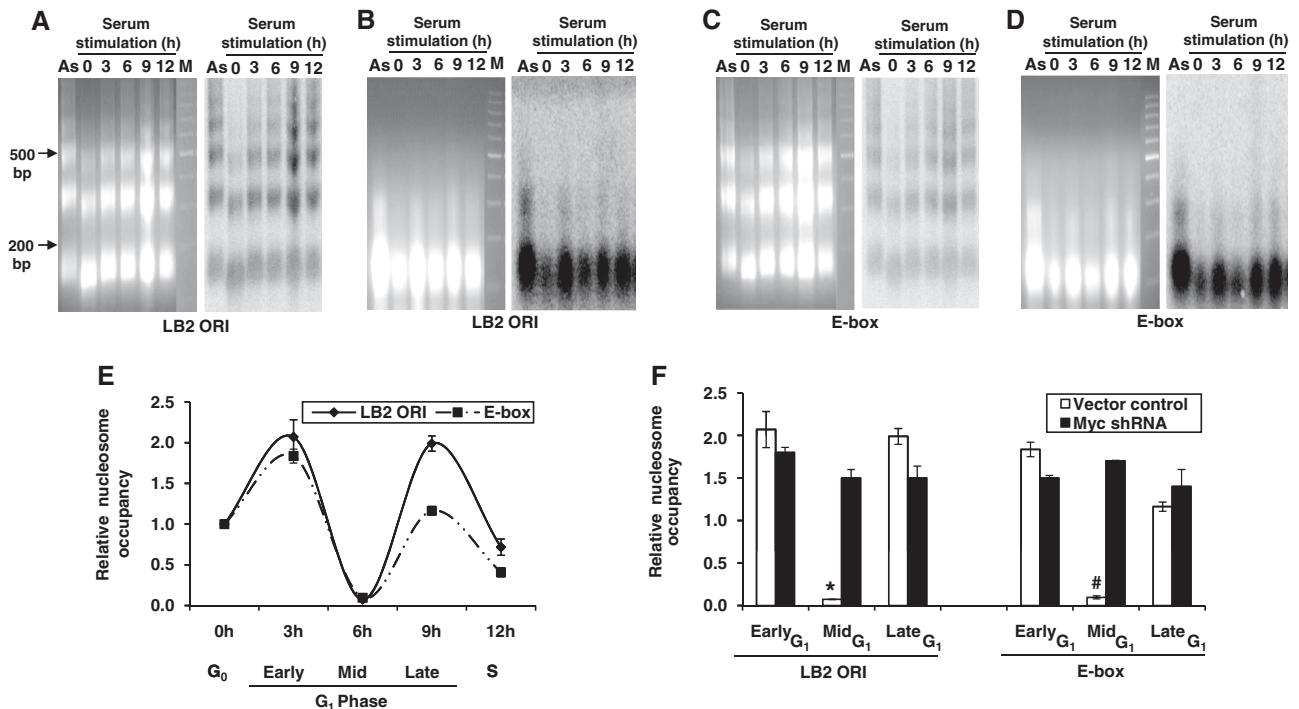 A
Serum
stimulation (h)
As 0 3 6 9 12 M
Serum
stimulation (h)
As 0 3 6 9 12
500
bp
200
bp
LB2 ORI
B
Serum
stimulation (h)
As 0 3 6 9 12 M
Serum
stimulation (h)
As 0 3 6 9 12
LB2 ORI
C
Serum
stimulation (h)
As 0 3 6 9 12 M
Serum
stimulation (h)
As 0 3 6 9 12
E-box
D
Serum
stimulation (h)
As 0 3 6 9 12 M
Serum
stimulation (h)
As 0 3 6 9 12
E-box
E
Relative nucleosome
occupancy
2.5
2.0
1.5
1.0
0.5
0.0
LB2 ORI E-box
0h 3h 6h 9h 12h
G0 Early Mid Late S
G1 Phase
F
Relative nucleosome
occupancy
2.5
2.0
1.5
1.0
0.5
0.0
Vector control
Myc shRNA
* #
Early G1 Mid G1 Late G1 Early G1 Mid G1 Late G1
LB2 ORI E-box